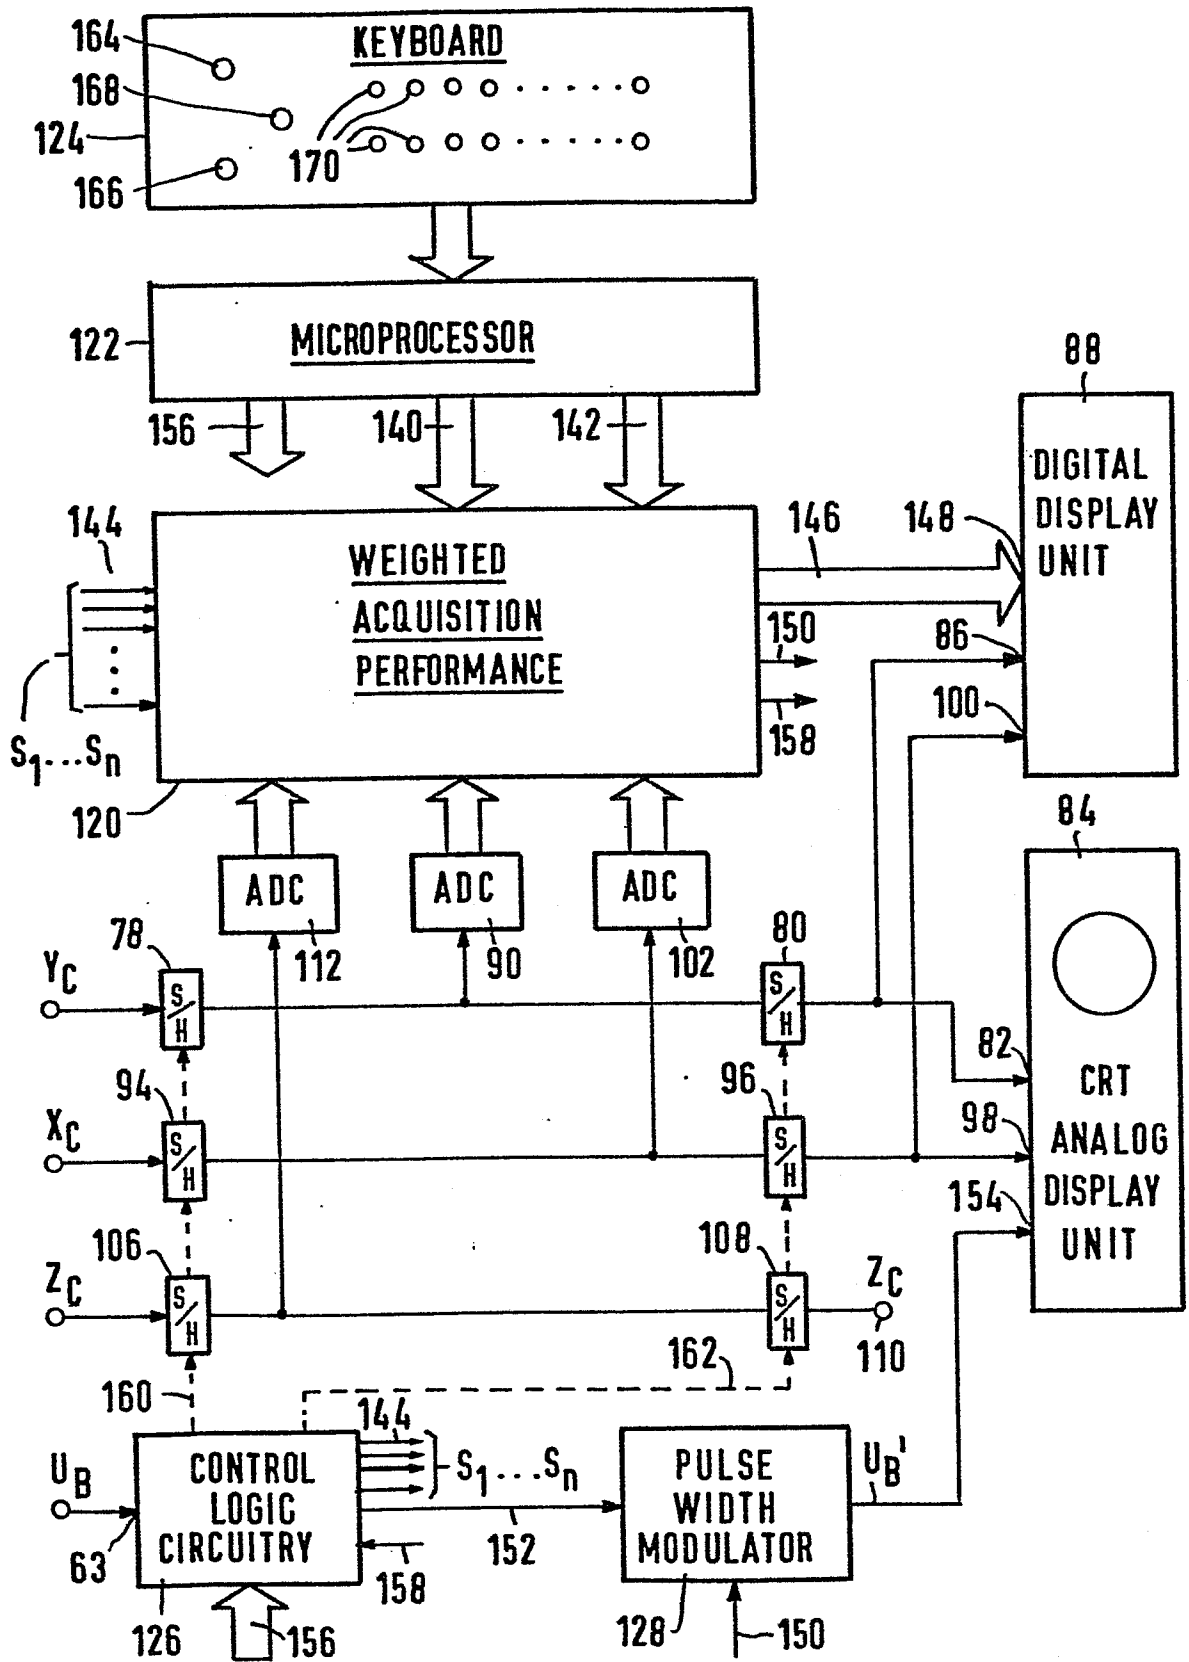 164
KEYBOARD
168
124
170
166
122
MICROPROCESSOR
88
156
140
142
DIGITAL
DISPLAY
UNIT
144
146
148
WEIGHTED
ACQUISITION
PERFORMANCE
150
86
158
100
S1...Sn
120
84
ADC
ADC
ADC
78
112
90
102
80
YC
S/H
S/H
82
94
96
CRT
ANALOG
DISPLAY
UNIT
XC
S/H
S/H
98
154
106
108
ZC
S/H
S/H
ZC
110
160
162
144
UB
CONTROL
LOGIC
CIRCUITRY
S1...Sn
PULSE
WIDTH
MODULATOR
UB'
63
152
158
126
156
128
150